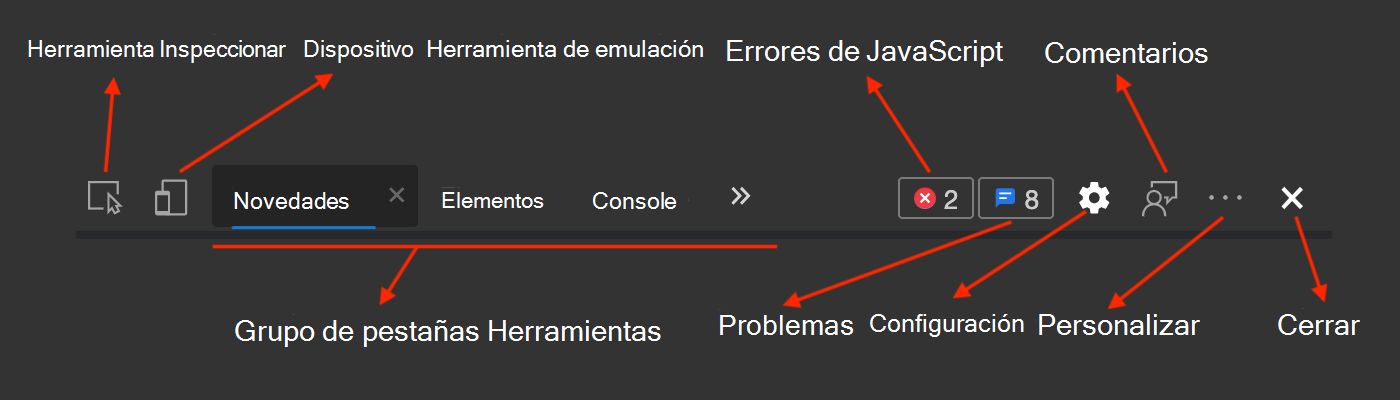 Herramienta Inspeccionar
Dispositivo
Herramienta de emulación
Errores de JavaScript
Comentarios
Novedades
Elementos
Console
2
8
Grupo de pestañas Herramientas
Problemas
Configuración
Personalizar
Cerrar